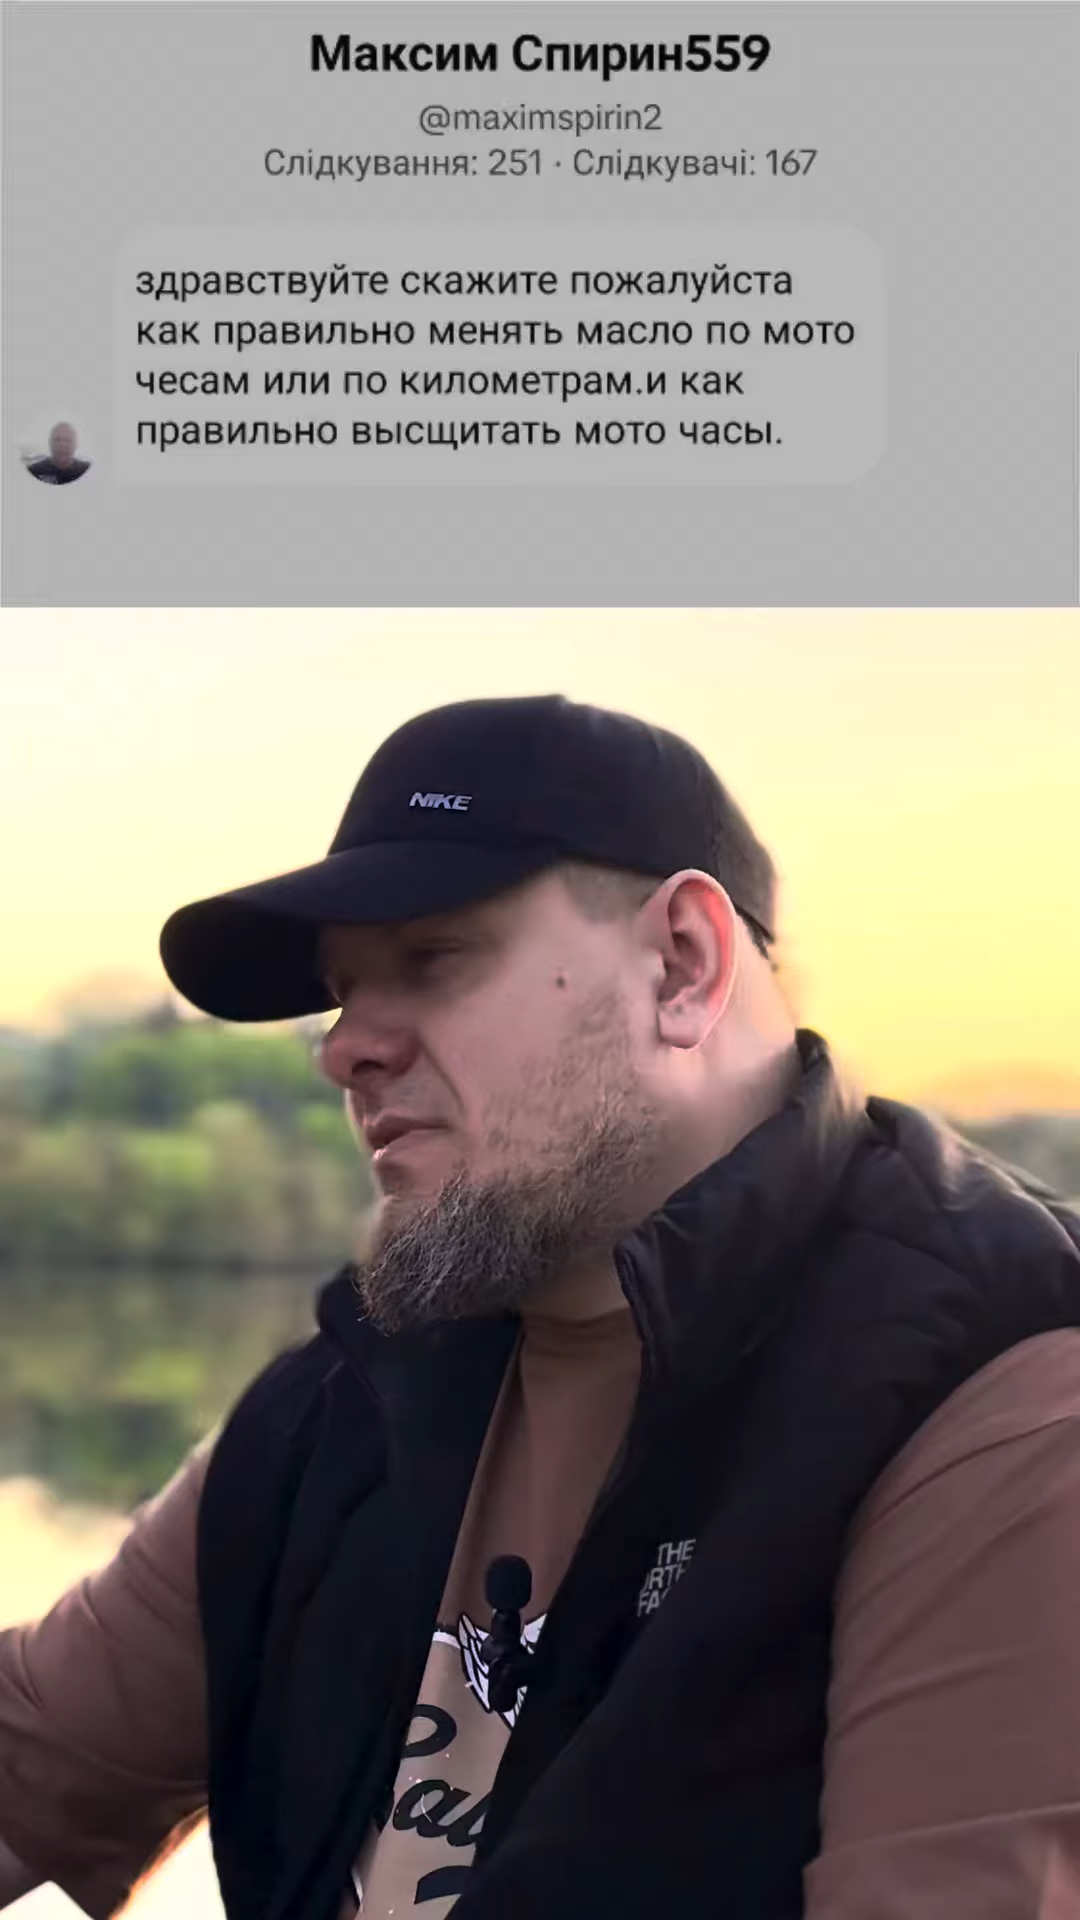 Максим Спирин559
@maximspirin2
Слідкування: 251 · Слідкувачі: 167
здравствуйте скажите пожалуйста
как правильно менять масло по мото
чесам или по километрам.и как
правильно высщитать мото часы.
NIKE
THE